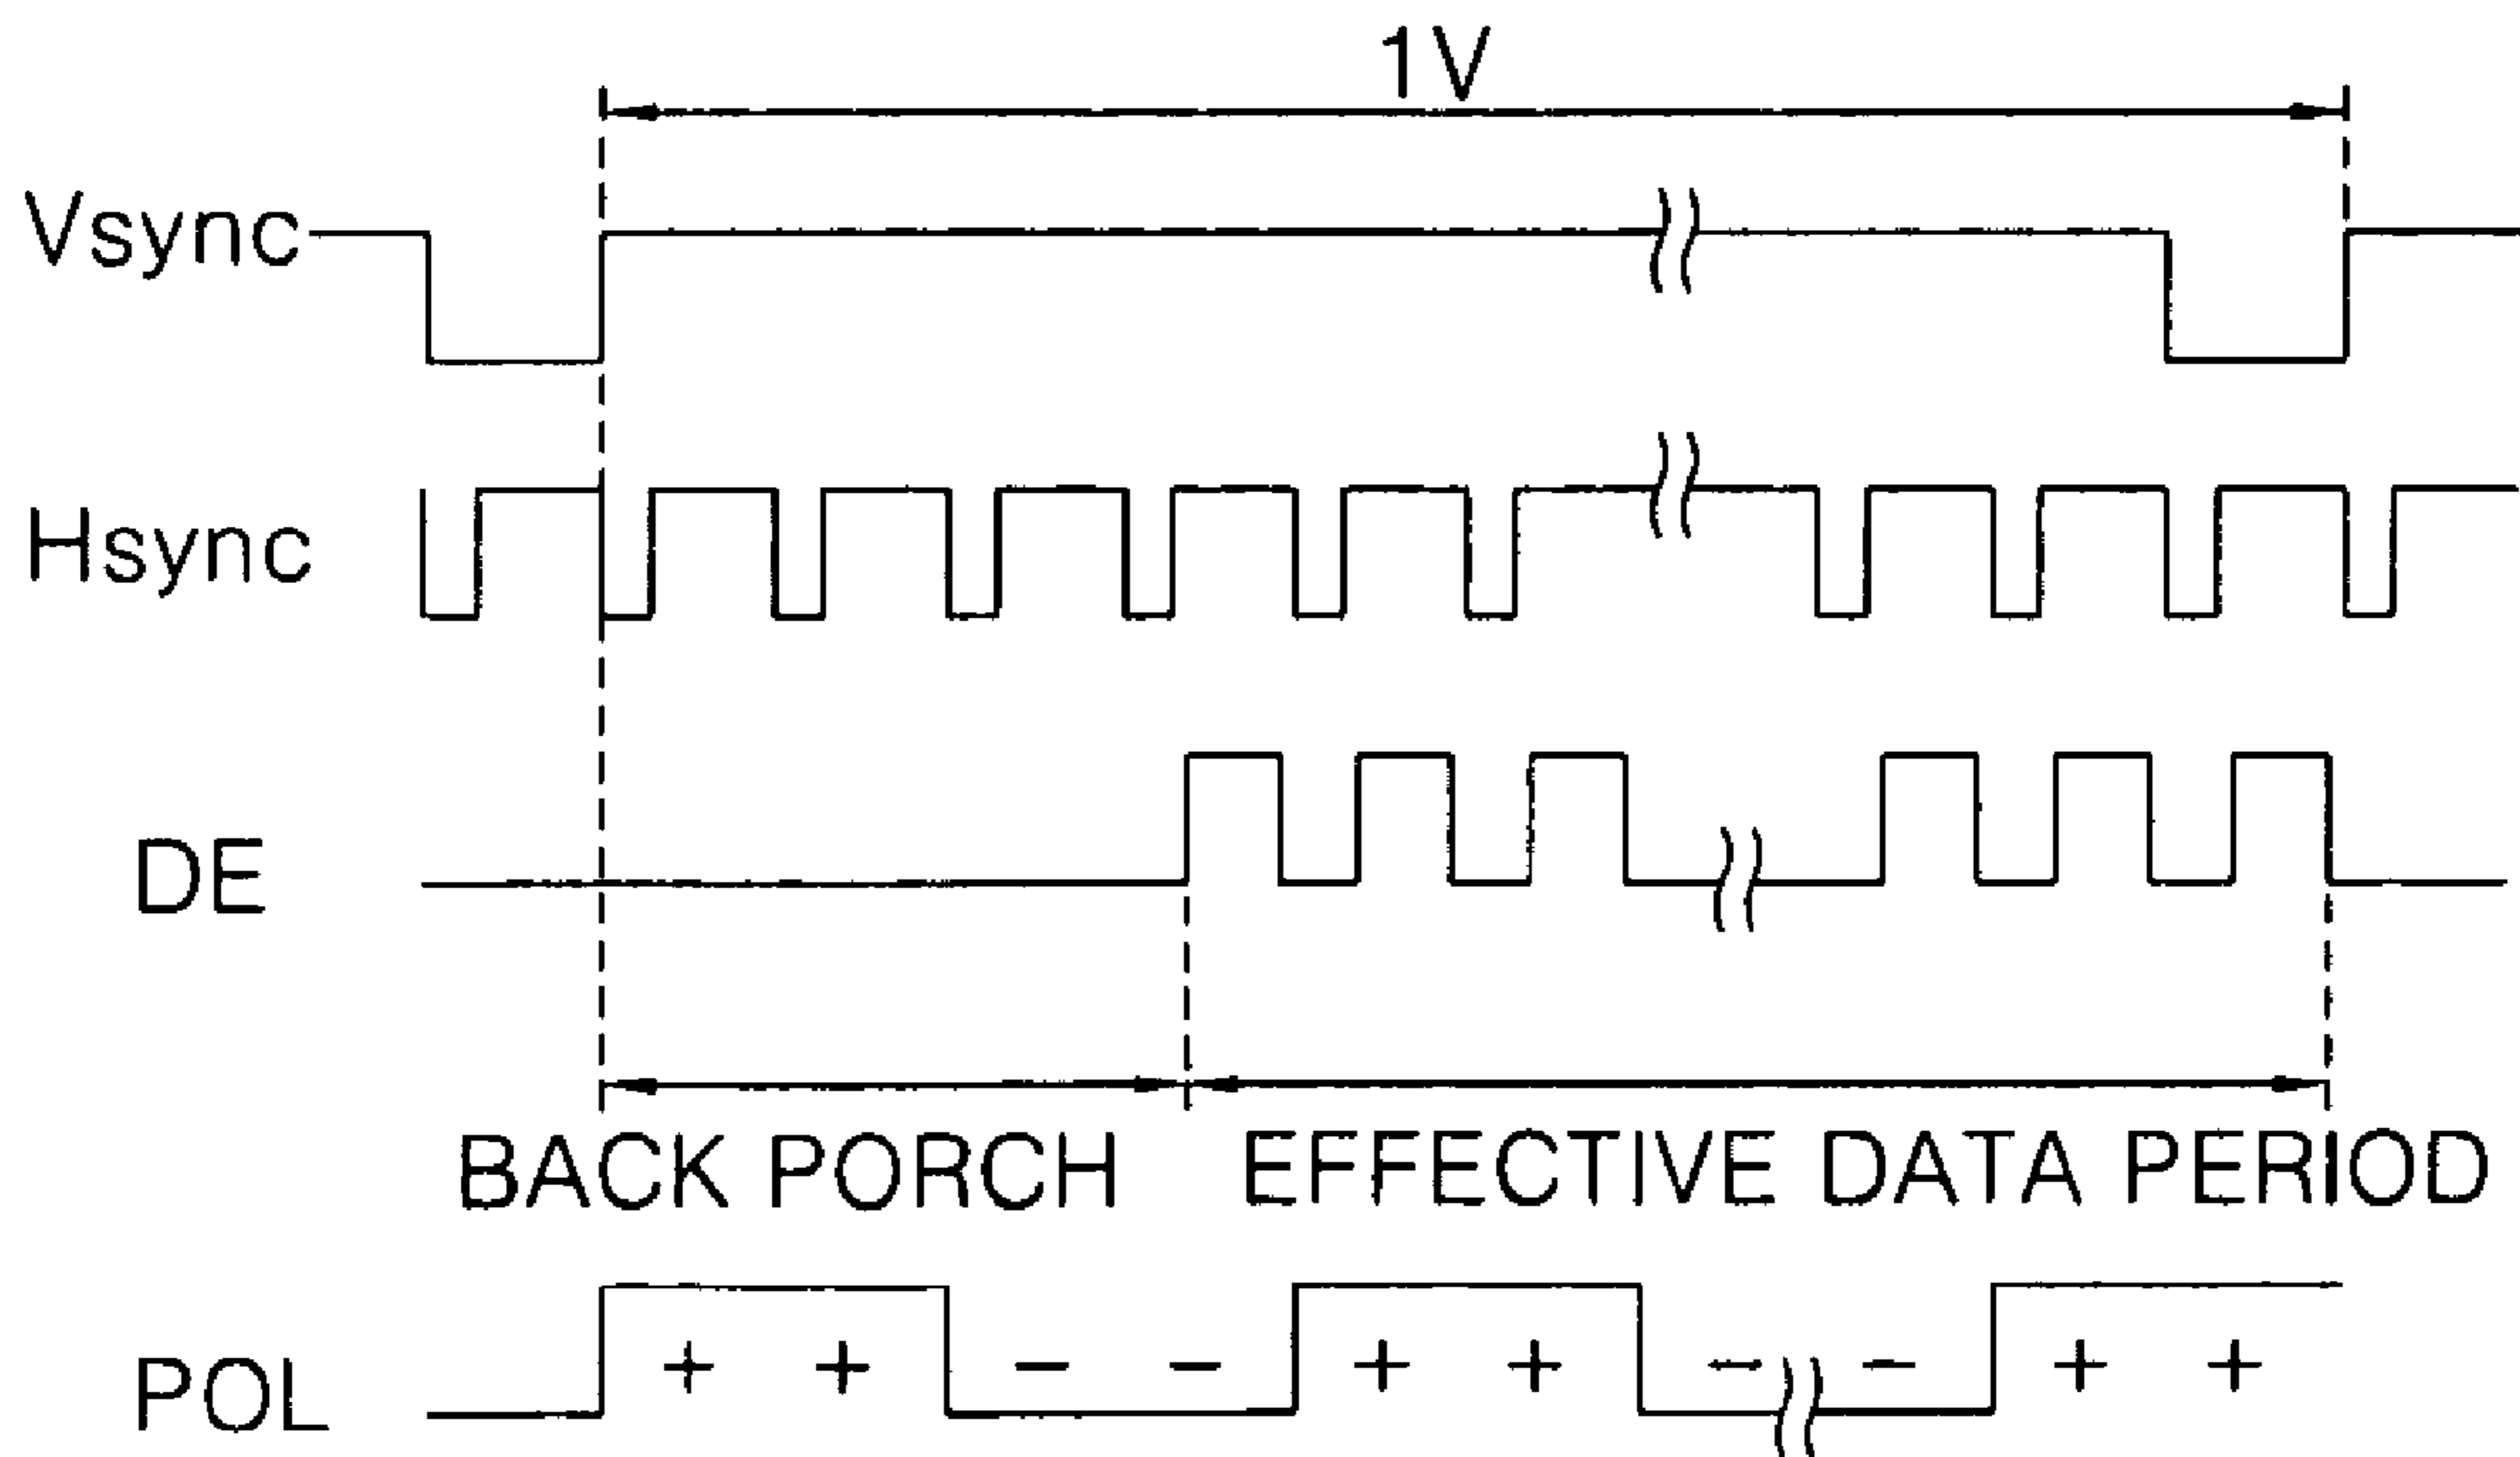 1V
Vsync
Hsync
DE
BACK PORCH EFFECTIVE DATA PERIOD
POL + + − − + + − − + +